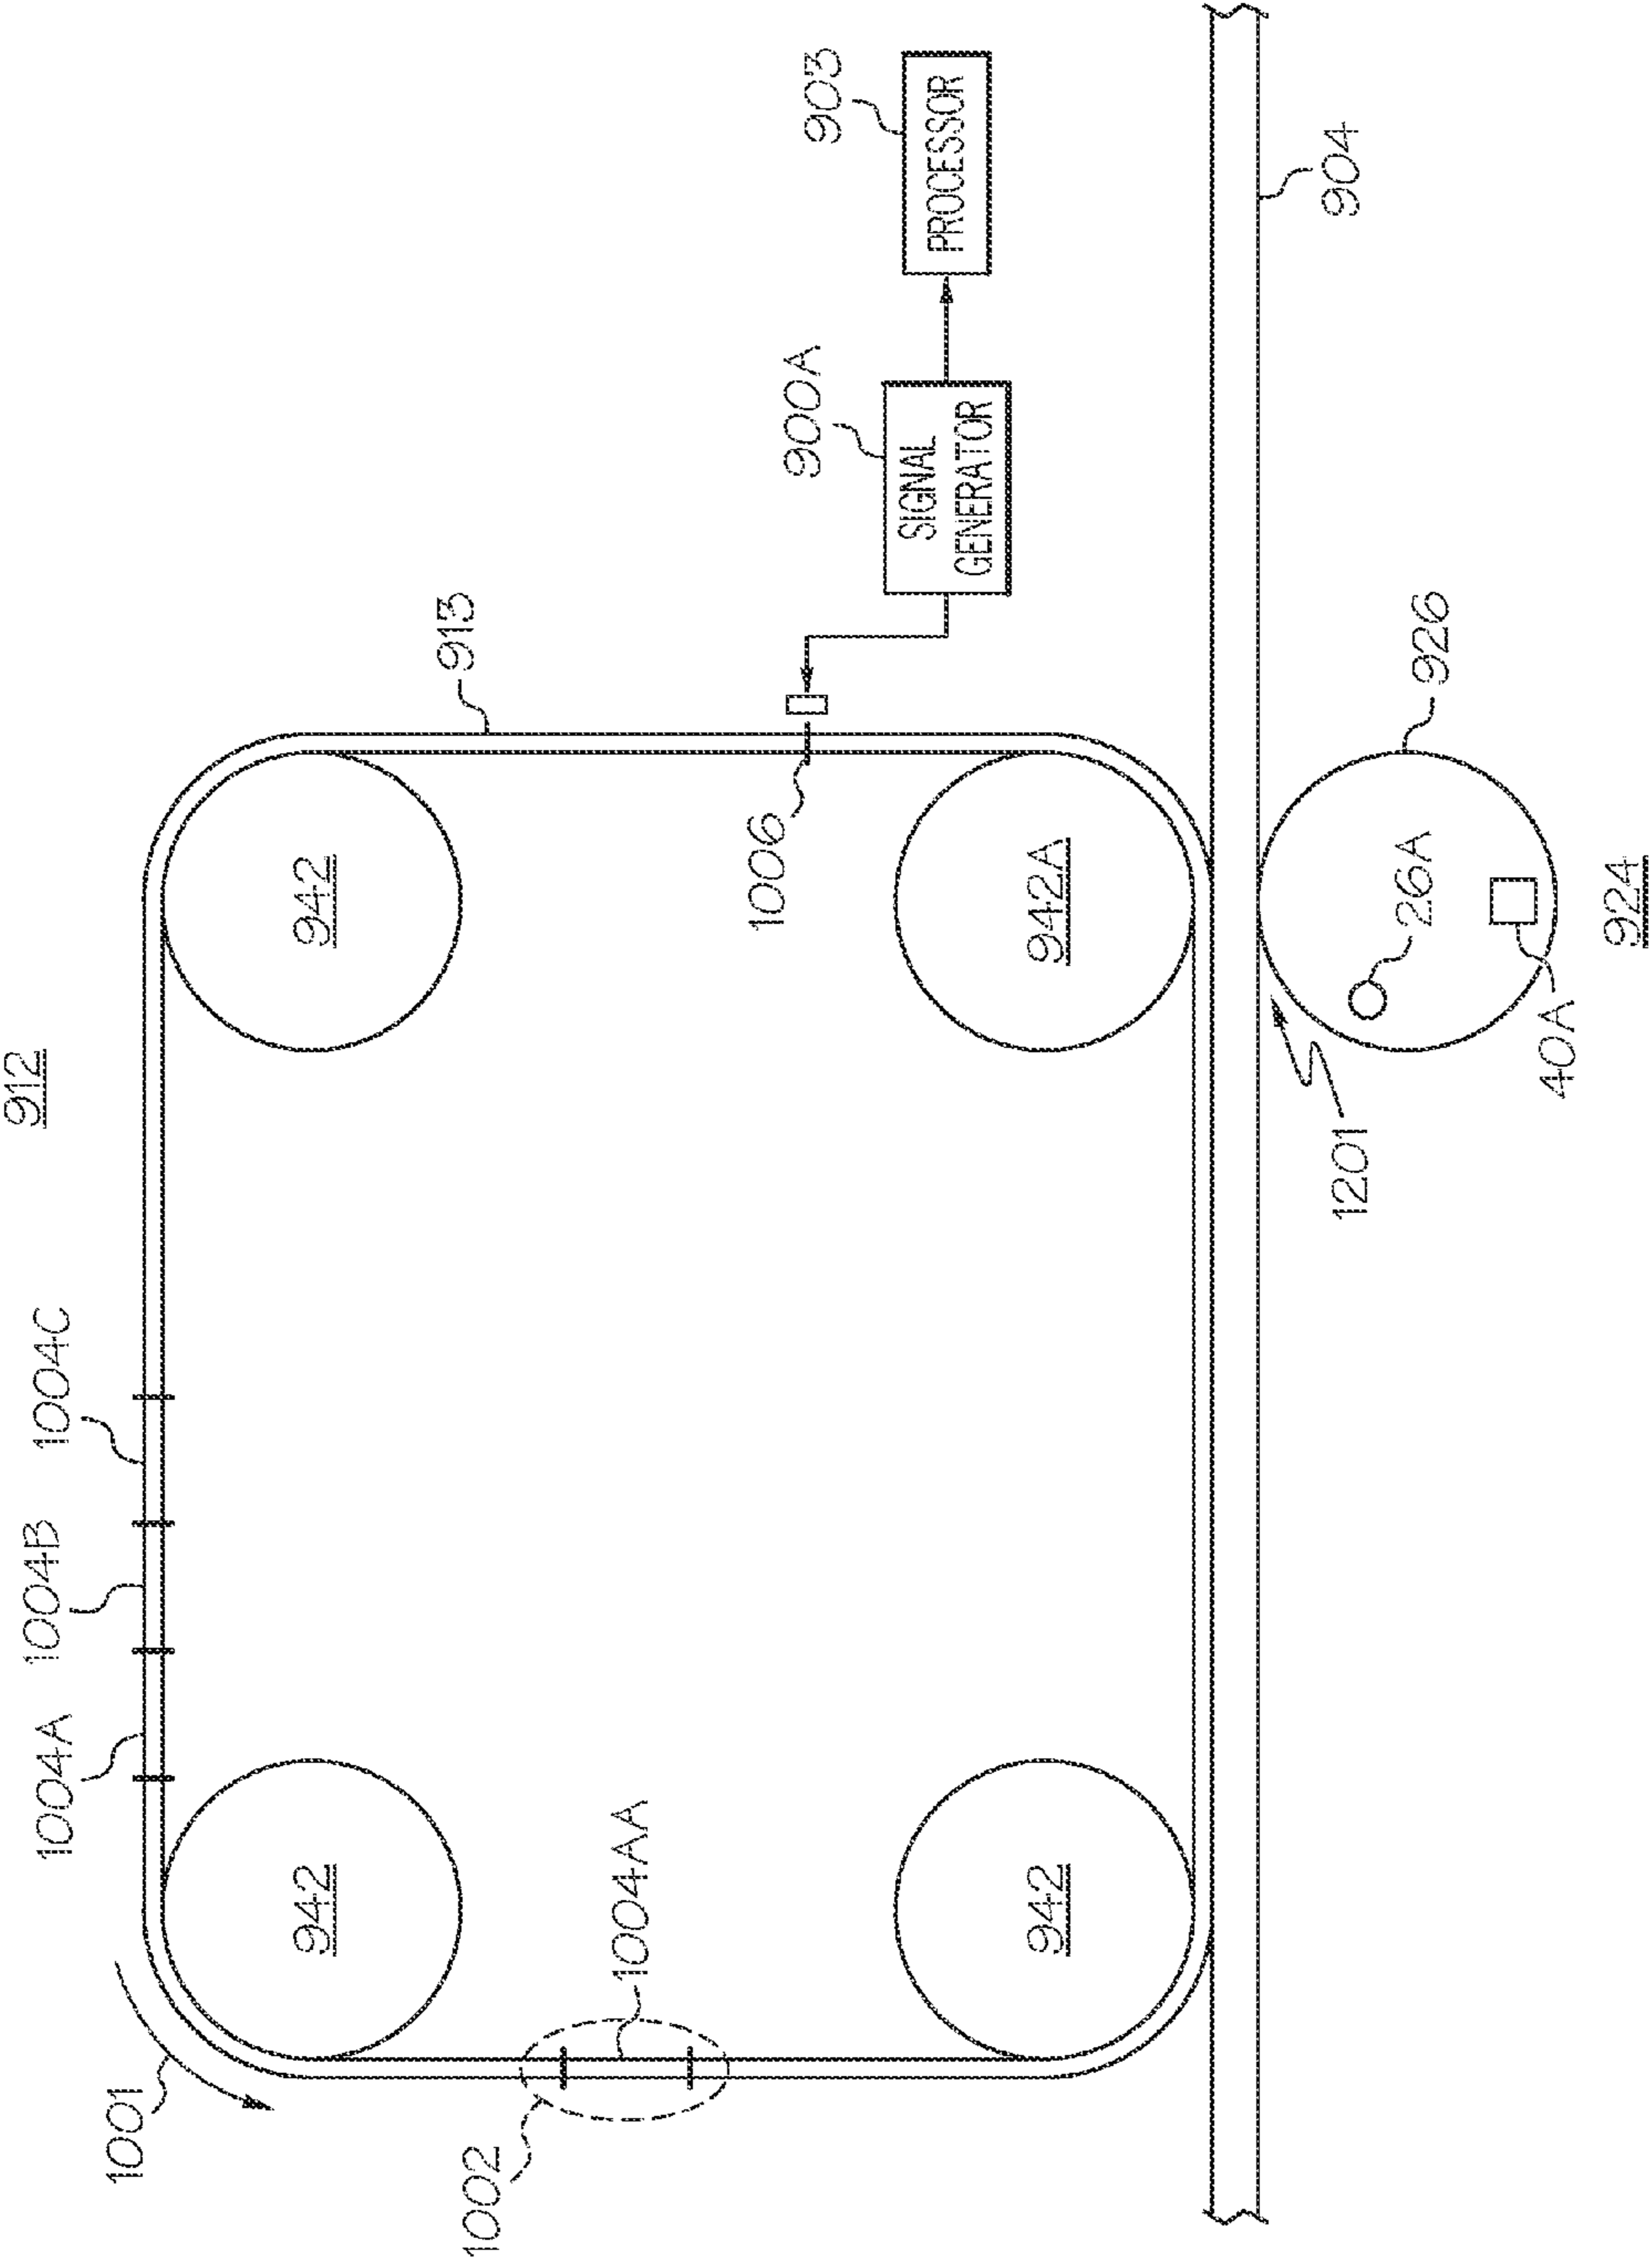 912
1001
1004A
1004B
1004C
942
942
913
1002
1004AA
1006
900A
903
SIGNAL
GENERATOR
PROCESSOR
942
942A
904
1201
26A
926
40A
924